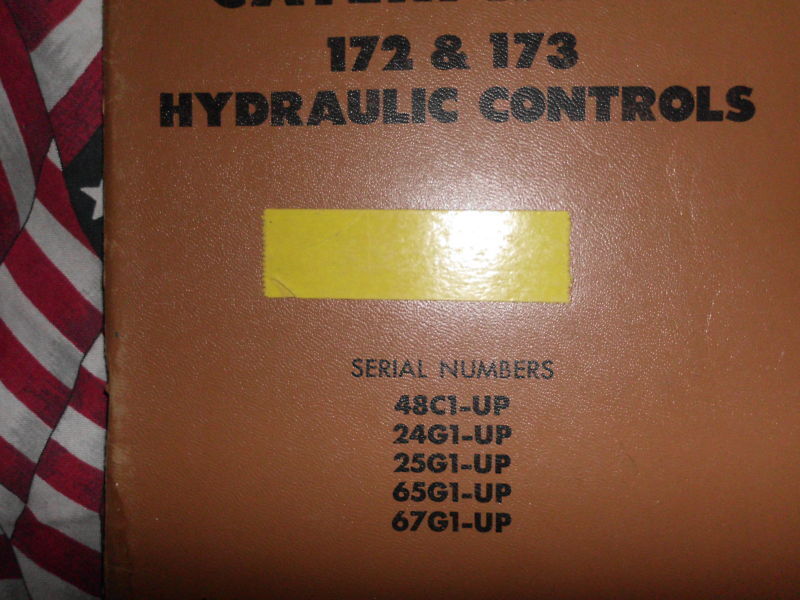 172 & 173
HYDRAULIC CONTROLS
SERIAL NUMBERS
48C1-UP
24G1-UP
25G1-UP
65G1-UP
67G1-UP